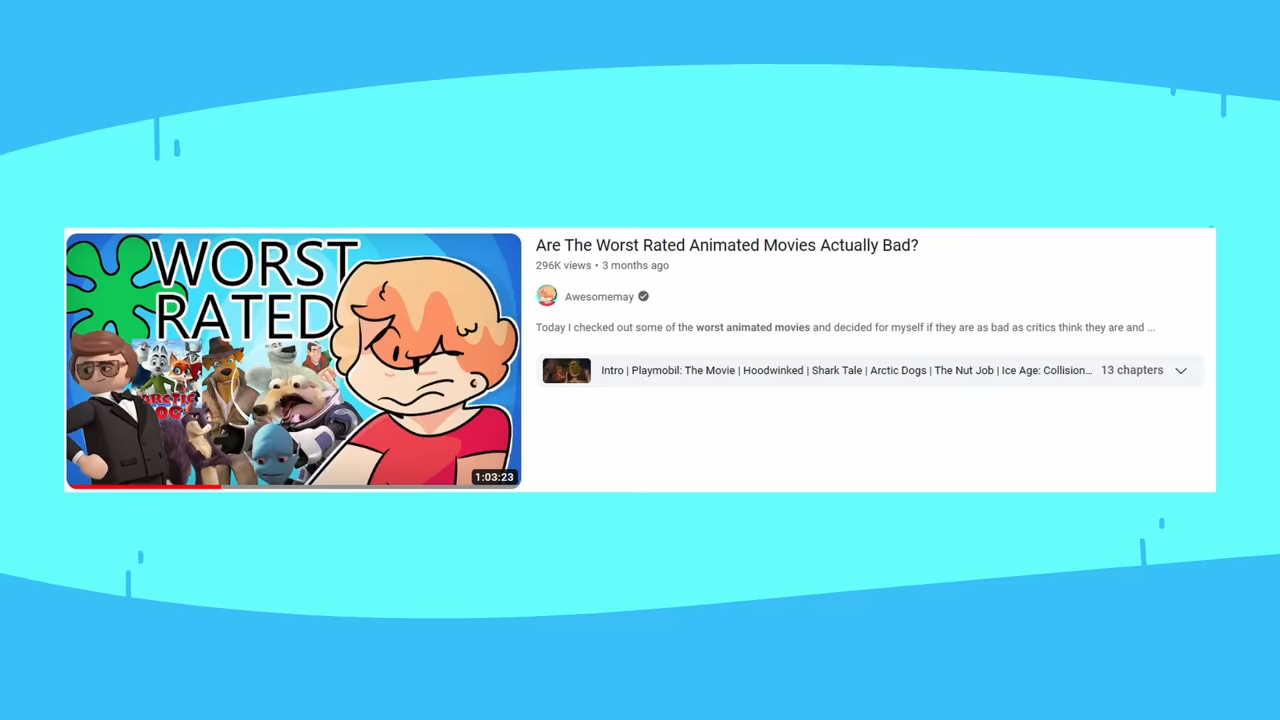 WORST
RATED
ARCTIC
DOGS
1:03:23
Are The Worst Rated Animated Movies Actually Bad?
296K views • 3 months ago
Awesomemay
Today I checked out some of the worst animated movies and decided for myself if they are as bad as critics think they are and ...
Intro | Playmobil: The Movie | Hoodwinked | Shark Tale | Arctic Dogs | The Nut Job | Ice Age: Collision... 13 chapters